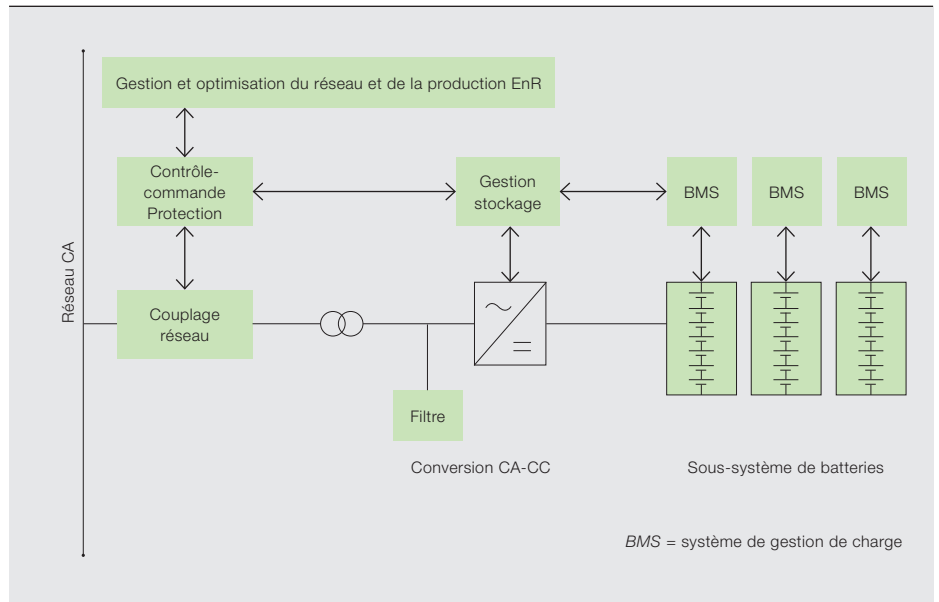 Gestion et optimisation du réseau et de la production EnR
Contrôle-
commande
Protection
Gestion
stockage
BMS
BMS
BMS
Réseau CA
Couplage
réseau
Filtre
Conversion CA-CC
Sous-système de batteries
BMS = système de gestion de charge